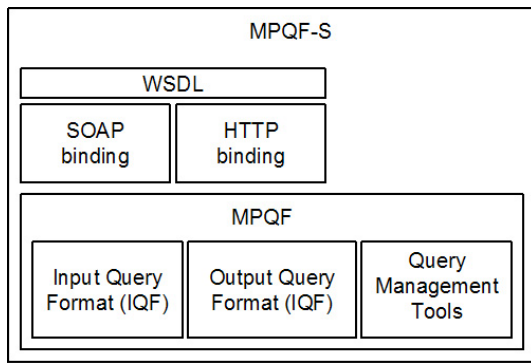 MPQF-S
WSDL
SOAP
binding
HTTP
binding
MPQF
Input Query
Format (IQF)
Output Query
Format (IQF)
Query
Management
Tools